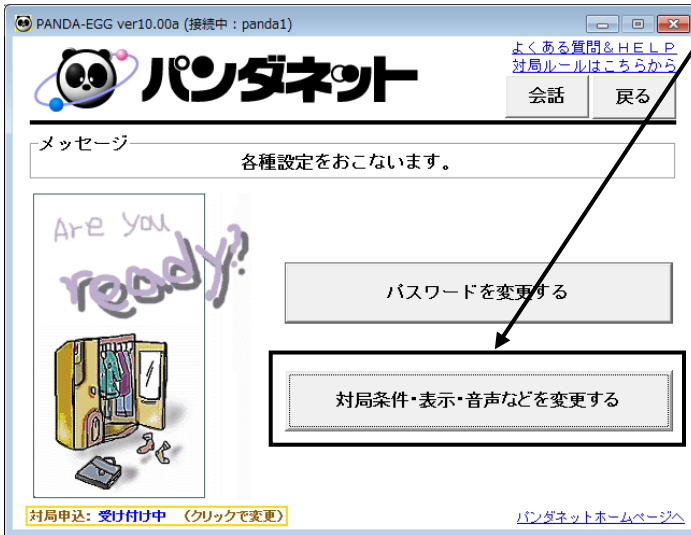 PANDA-EGG ver10.00a (接続中：panda1)
パンダネット
よくある質問&ＨＥＬＰ
対局ルールはこちらから
会話
戻る
メッセージ
各種設定をおこないます。
Are you
ready?
パスワードを変更する
対局条件・表示・音声などを変更する
対局申込: 受け付け中 （クリックで変更）
パンダネットホームページへ